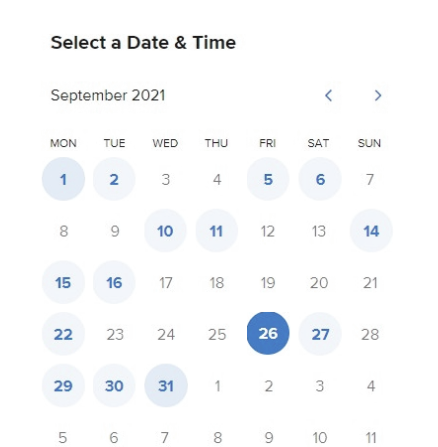 Select a Date & Time
September 2021
MON TUE WED THU FRI SAT SUN
1 2 3 4 5 6 7
8 9 10 11 12 13 14
15 16 17 18 19 20 21
22 23 24 25 26 27 28
29 30 31 1 2 3 4
5 6 7 8 9 10 11